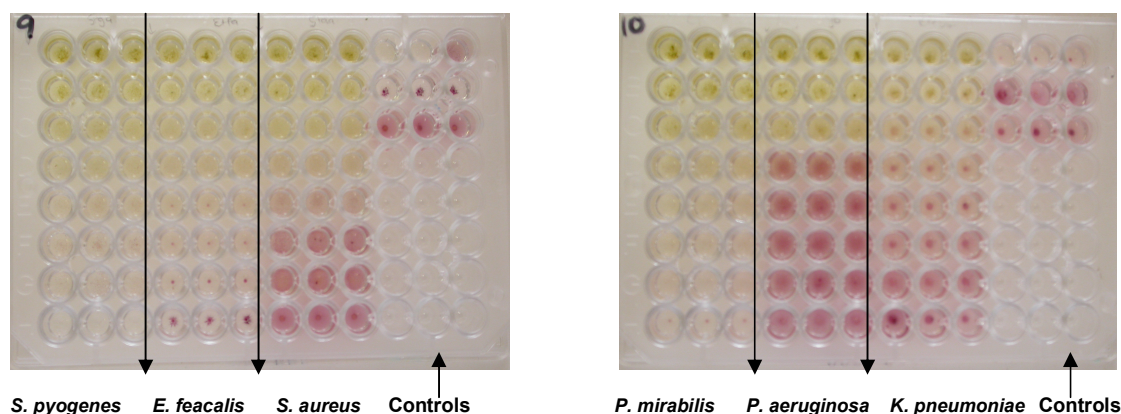 9
10
S. pyogenes E. feacalis S. aureus Controls
P. mirabilis P. aeruginosa K. pneumoniae Controls